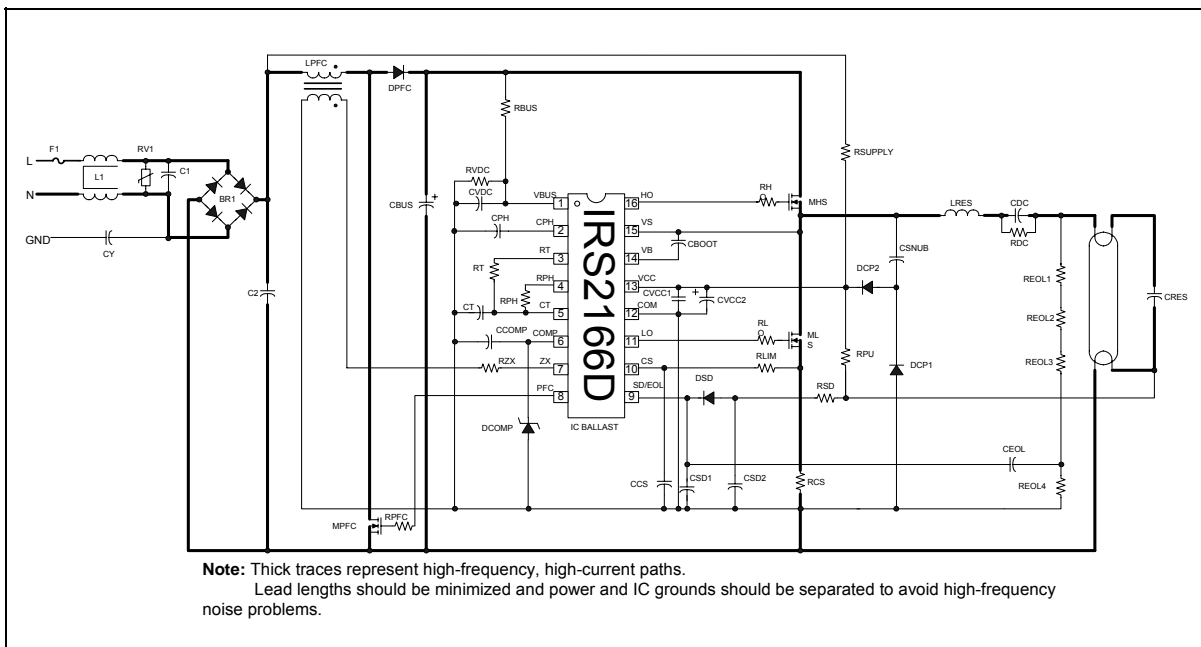 LPFC
DPFC
RBUS
F1
RV1
L
L1
C1
N
BR1
GND
CY
C2
CBUS
+
RVDC
CVDC
VBUS
CPH
CPH
RT
RT
RPH
RPH
CT
CT
CCOMP
COMP
RZX
ZX
PFC
DCOMP
RPFC
MPFC
1
2
3
4
5
6
7
8
IRS2166D
IC BALLAST
16
15
14
13
12
11
10
9
HO
VS
VB
VCC
COM
LO
CS
SD/EOL
RH
O
MHS
CBOOT
CVCC1
+
CVCC2
RL
O
ML
S
RLIM
DSD
RSD
RPU
RSUPPLY
DCP2
DCP1
CSNUB
LRES
CDC
RDC
REOL1
REOL2
REOL3
REOL4
CEOL
CRES
CCS
CSD1
CSD2
RCS
Note: Thick traces represent high-frequency, high-current paths.
Lead lengths should be minimized and power and IC grounds should be separated to avoid high-frequency
noise problems.